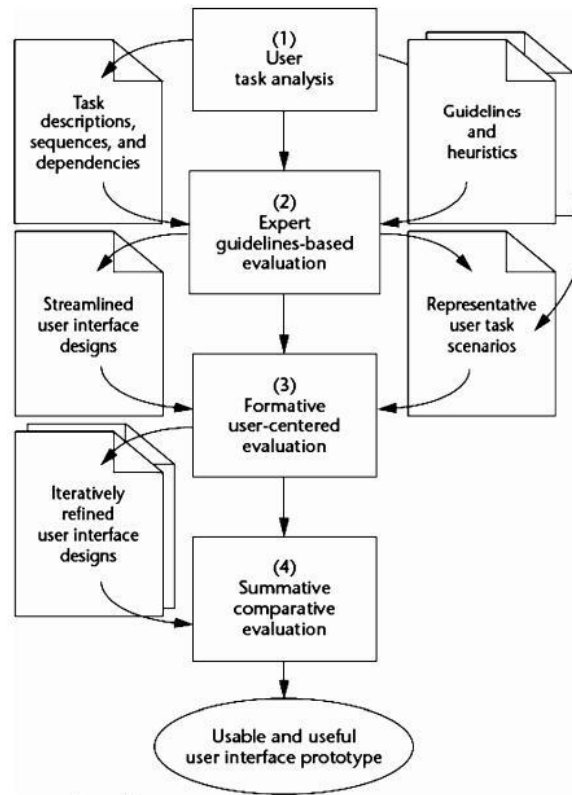 (1)
User
task analysis
Task
descriptions,
sequences, and
dependencies
Guidelines
and
heuristics
(2)
Expert
guidelines-based
evaluation
Streamlined
user interface
designs
Representative
user task
scenarios
(3)
Formative
user-centered
evaluation
Iteratively
refined
user interface
designs
(4)
Summative
comparative
evaluation
Usable and useful
user interface prototype